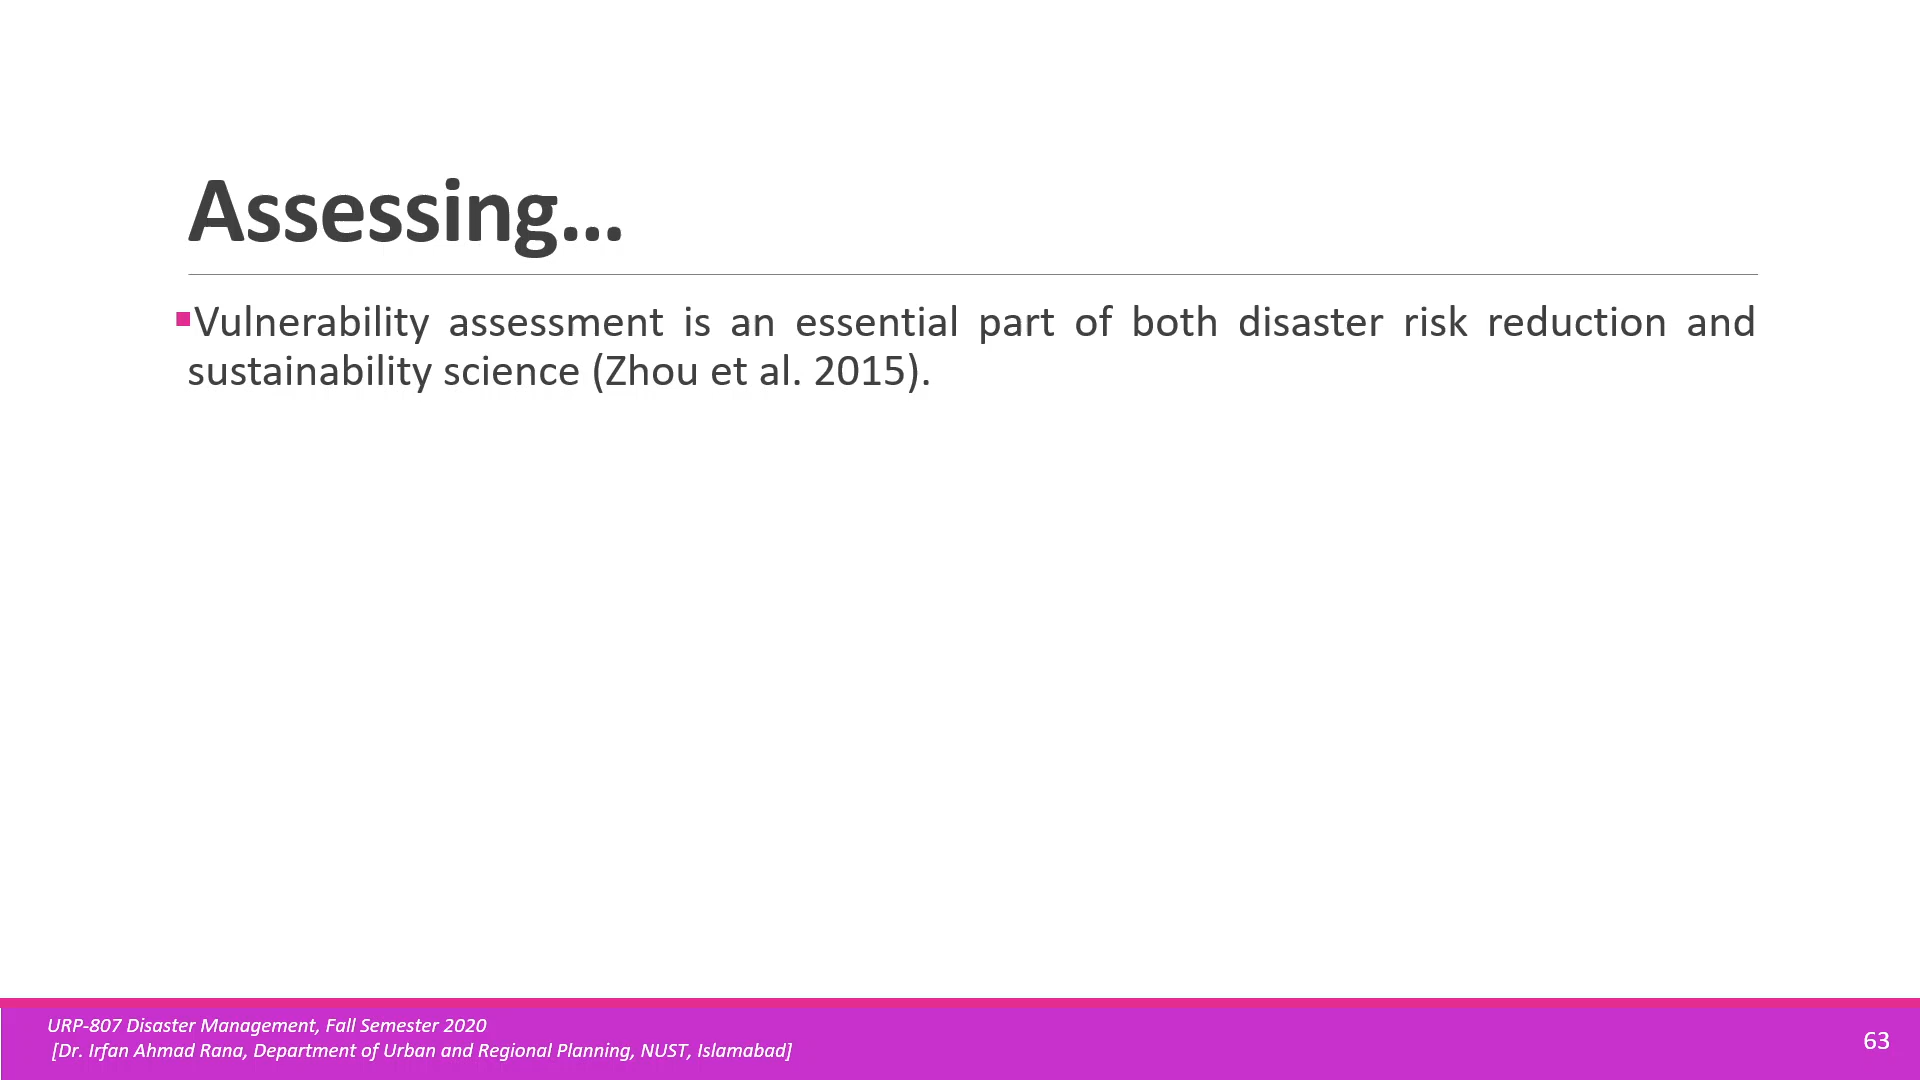 Assessing...
▪Vulnerability assessment is an essential part of both disaster risk reduction and
sustainability science (Zhou et al. 2015).
URP-807 Disaster Management, Fall Semester 2020
[Dr. Irfan Ahmad Rana, Department of Urban and Regional Planning, NUST, Islamabad]
63